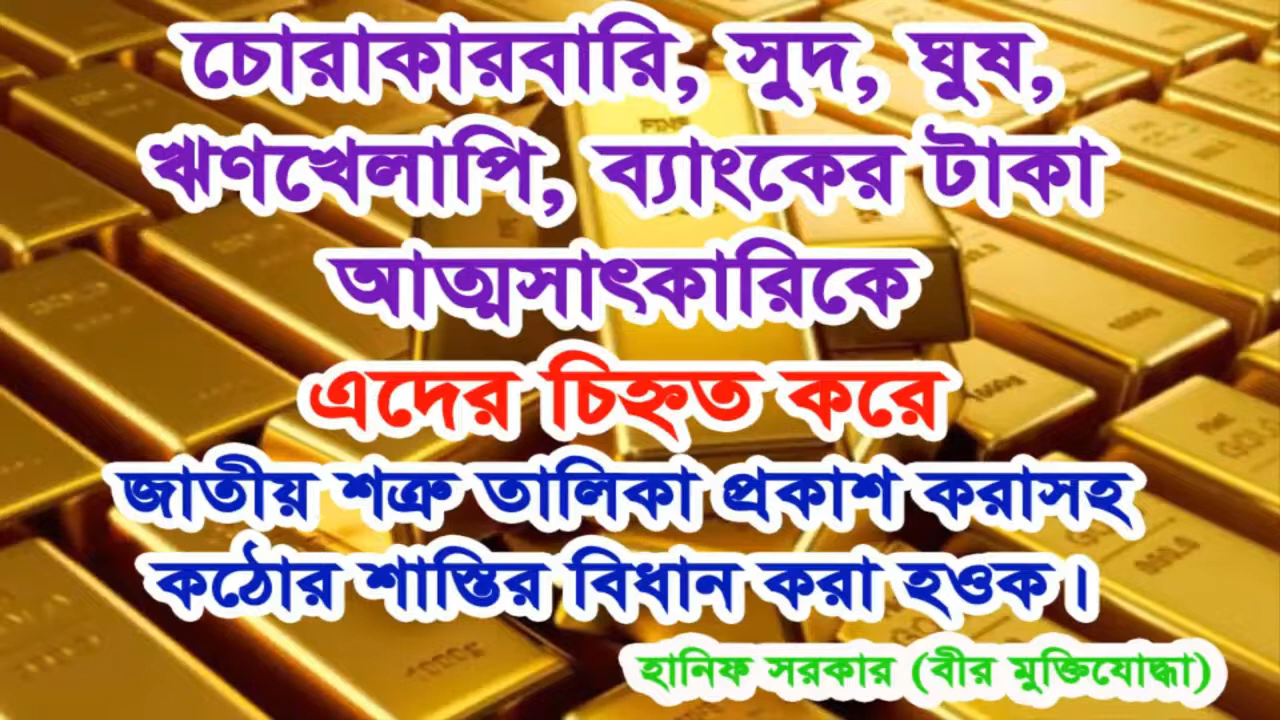 চোরাকারবারি, সুদ, ঘুষ,
ঋণখেলাপি, ব্যাংকের টাকা
আত্মসাৎকারিকে
এদের চিহ্নত করে
জাতীয় শত্রু তালিকা প্রকাশ করাসহ
কঠোর শাস্তির বিধান করা হওক।
হানিফ সরকার (বীর মুক্তিযোদ্ধা)